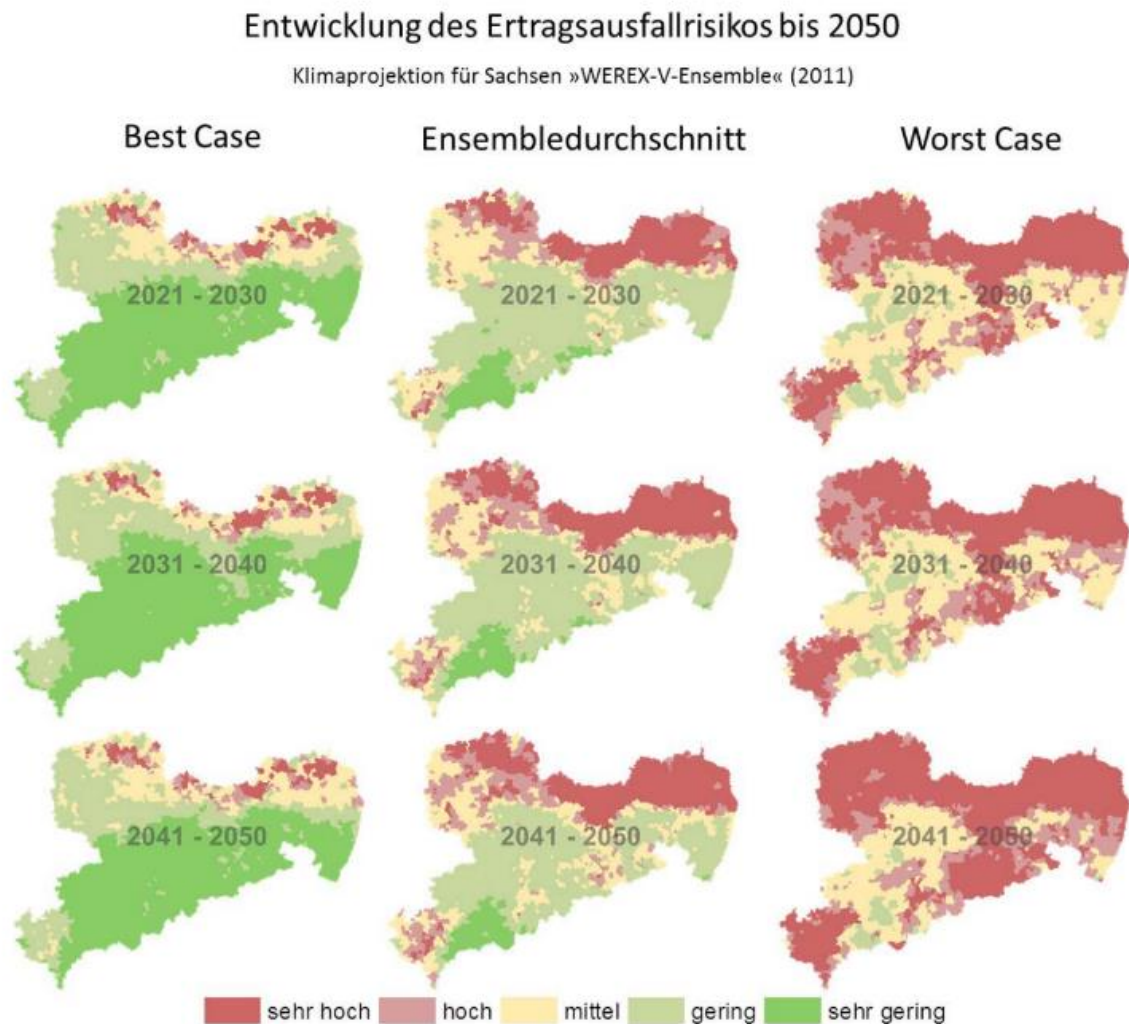 Entwicklung des Ertragsausfallrisikos bis 2050
Klimaprojektion für Sachsen »WEREX-V-Ensemble« (2011)
Best Case
Ensembledurchschnitt
Worst Case
2021 - 2030
2021 - 2030
2021 - 2030
2031 - 2040
2031 - 2040
2031 - 2040
2041 - 2050
2041 - 2050
2041 - 2050
sehr hoch
hoch
mittel
gering
sehr gering